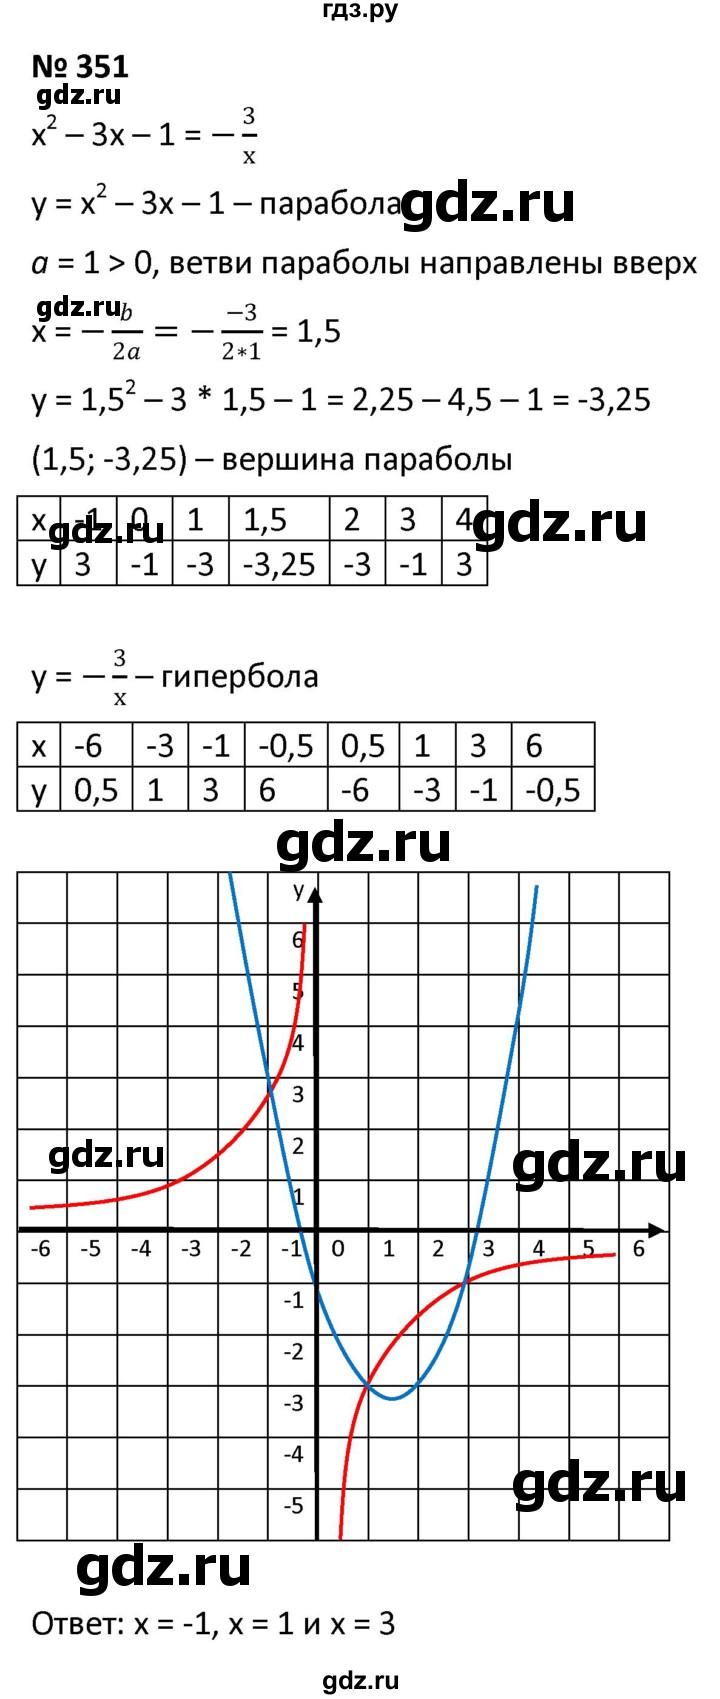 гдз.ру
№ 351
gdz.ru
x² – 3x – 1 = −3/x
y = x² – 3x – 1 – парабола
gdz.ru
a = 1 > 0, ветви параболы направлены вверх
gdz.ru
x = −b/2a = −−3/2∗1 = 1,5
y = 1,5² – 3 * 1,5 – 1 = 2,25 – 4,5 – 1 = -3,25
(1,5; -3,25) – вершина параболы
x -1 0 1 1,5 2 3 4
gdz.ru gdz.ru
y 3 -1 -3 -3,25 -3 -1 3
y = −3/x – гипербола
x -6 -3 -1 -0,5 0,5 1 3 6
y 0,5 1 3 6 -6 -3 -1 -0,5
gdz.ru
y
6
5
4
3
2
gdz.ru gdz.ru
1
-6 -5 -4 -3 -2 -1 0 1 2 3 4 5 6
-1
-2
-3
-4
gdz.ru
-5
gdz.ru
Ответ: x = -1, x = 1 и x = 3
gdz.ru